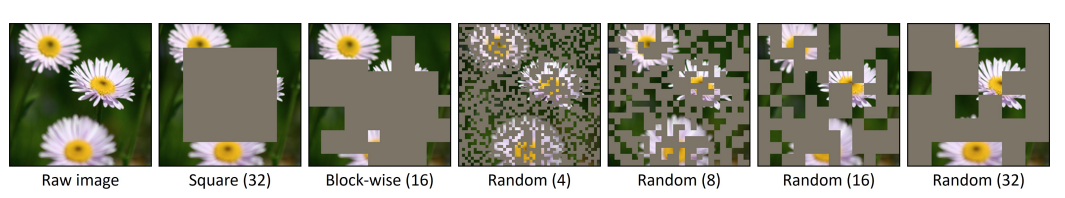 Raw image
Square (32)
Block-wise (16)
Random (4)
Random (8)
Random (16)
Random (32)